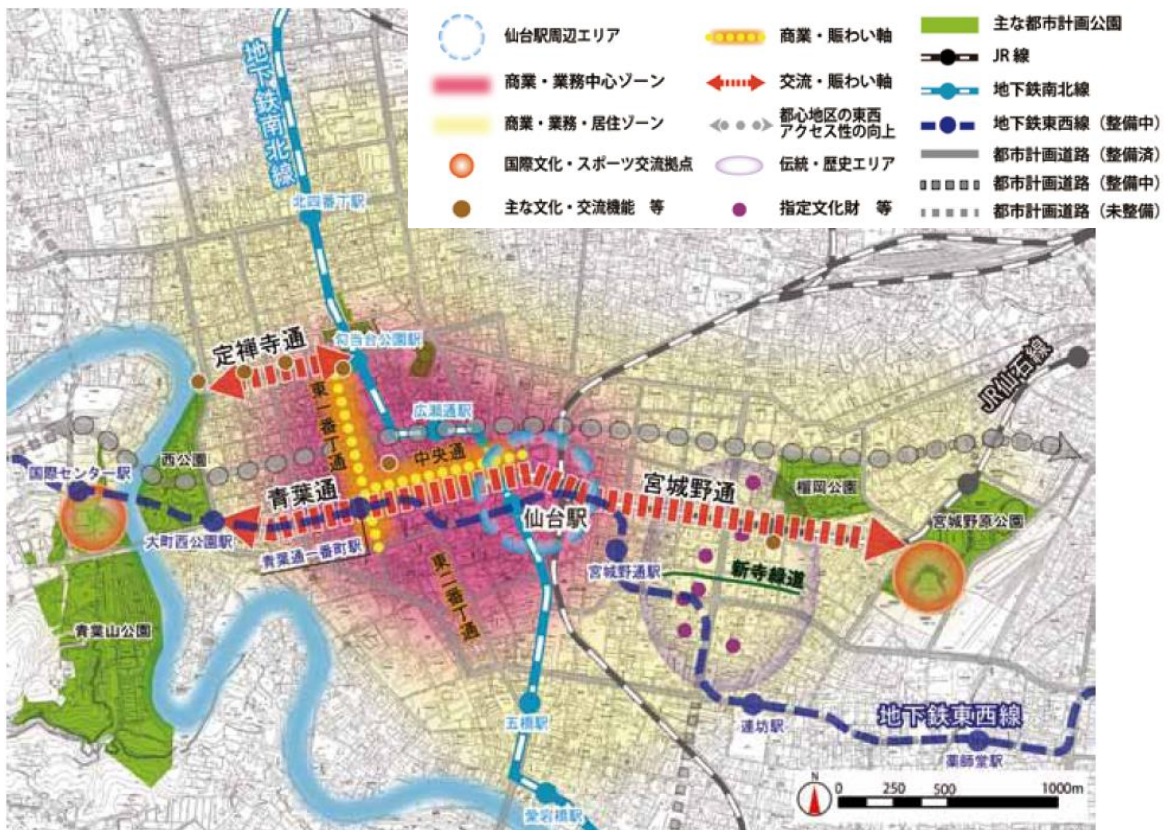 仙台駅周辺エリア
商業・業務中心ゾーン
商業・業務・居住ゾーン
国際文化・スポーツ交流拠点
主な文化・交流機能 等
商業・賑わい軸
交流・賑わい軸
都心地区の東西
アクセス性の向上
伝統・歴史エリア
指定文化財 等
主な都市計画公園
JR線
地下鉄南北線
地下鉄東西線(整備中)
都市計画道路(整備済)
都市計画道路(整備中)
都市計画道路(未整備)
地下鉄南北線
北四番丁駅
定禅寺通
勾当台公園駅
東一番丁通
広瀬通駅
中央通
JR仙石線
西公園
国際センター駅
青葉通
宮城野通
榴岡公園
大町西公園駅
仙台駅
宮城野原公園
青葉通一番町駅
宮城野通駅
新寺緑道
東二番丁通
青葉山公園
五橋駅
連坊駅
地下鉄東西線
薬師堂駅
愛宕橋駅
N
0 250 500 1000m